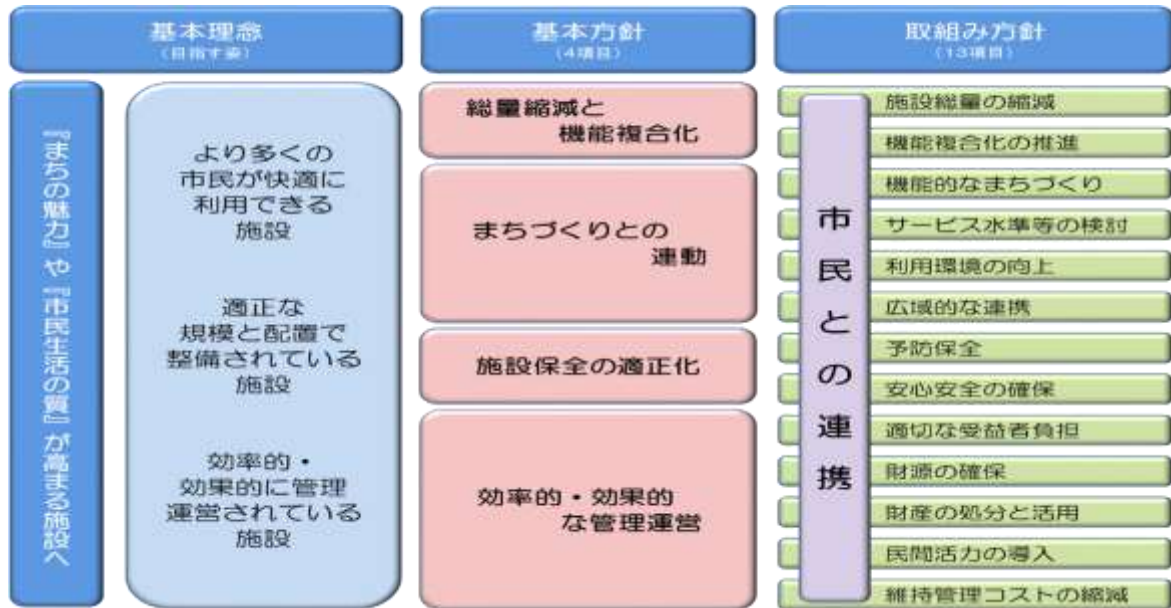 基本理念
(目指す姿)
『まちの魅力』や『市民生活の質』が高まる施設へ
より多くの
市民が快適に
利用できる
施設
適正な
規模と配置で
整備されている
施設
効率的・
効果的に管理
運営されている
施設
基本方針
(4項目)
総量縮減と
機能複合化
まちづくりとの
連動
施設保全の適正化
効率的・効果的
な管理運営
取組み方針
(13項目)
市民との連携
施設総量の縮減
機能複合化の推進
機能的なまちづくり
サービス水準等の検討
利用環境の向上
広域的な連携
予防保全
安心安全の確保
適切な受益者負担
財源の確保
財産の処分と活用
民間活力の導入
維持管理コストの縮減